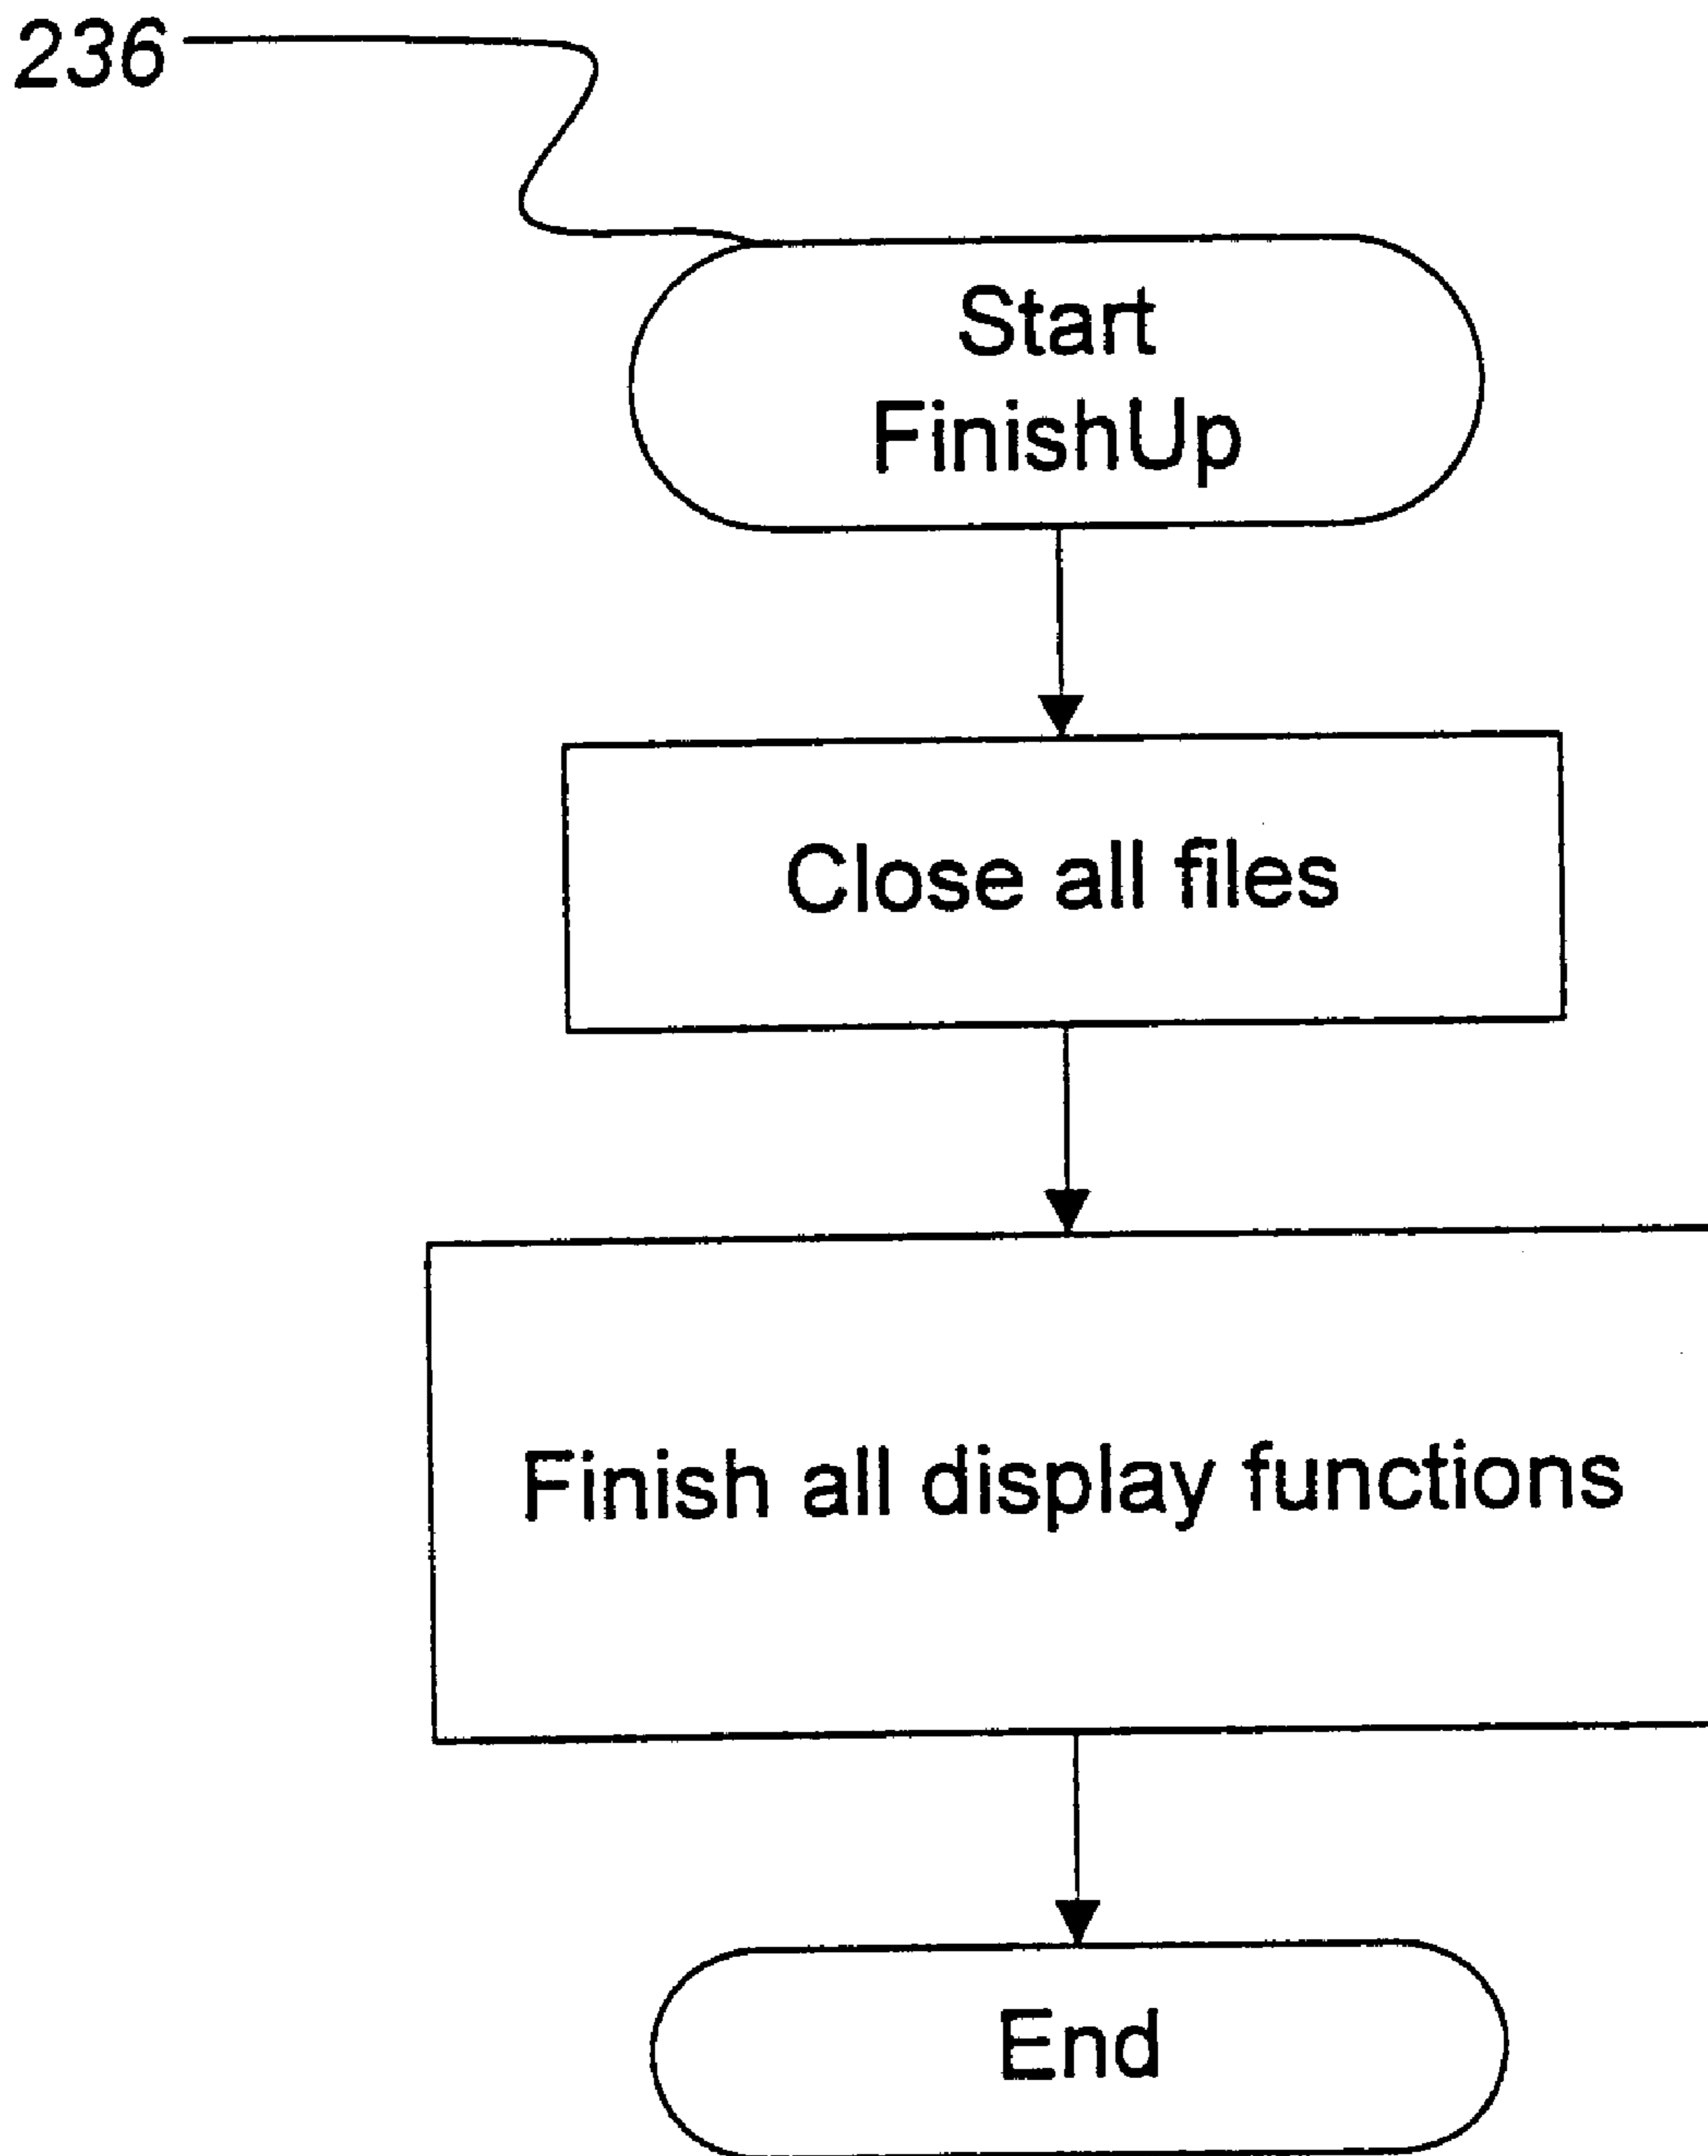 236
Start
FinishUp
Close all files
Finish all display functions
End